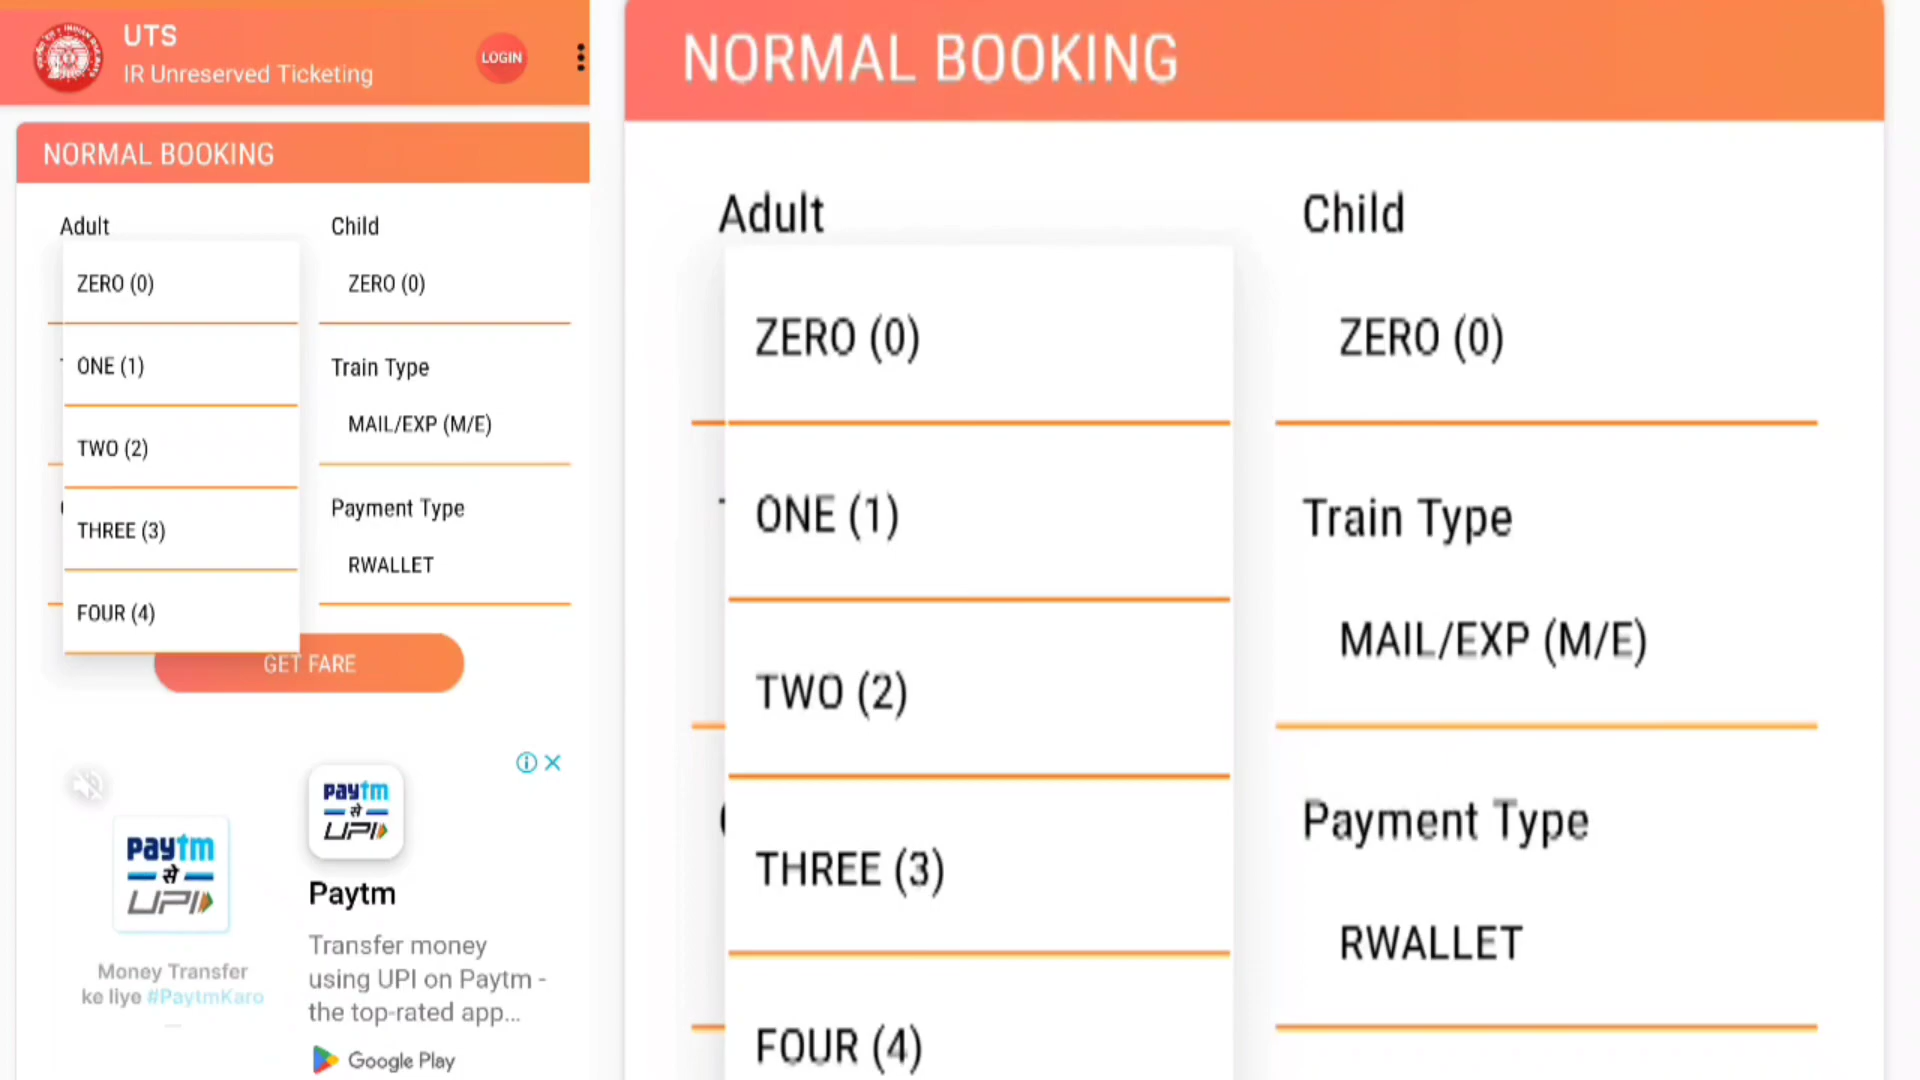 UTS
IR Unreserved Ticketing
LOGIN
NORMAL BOOKING
Adult
Child
ZERO (0)
ZERO (0)
ONE (1)
Train Type
MAIL/EXP (M/E)
TWO (2)
Payment Type
THREE (3)
RWALLET
FOUR (4)
GET FARE
paytm
से
UPI
Money Transfer
ke liye #PaytmKaro
paytm
से
UPI
Paytm
Transfer money
using UPI on Paytm -
the top-rated app...
Google Play
NORMAL BOOKING
Adult
Child
ZERO (0)
ZERO (0)
ONE (1)
Train Type
MAIL/EXP (M/E)
TWO (2)
Payment Type
THREE (3)
RWALLET
FOUR (4)